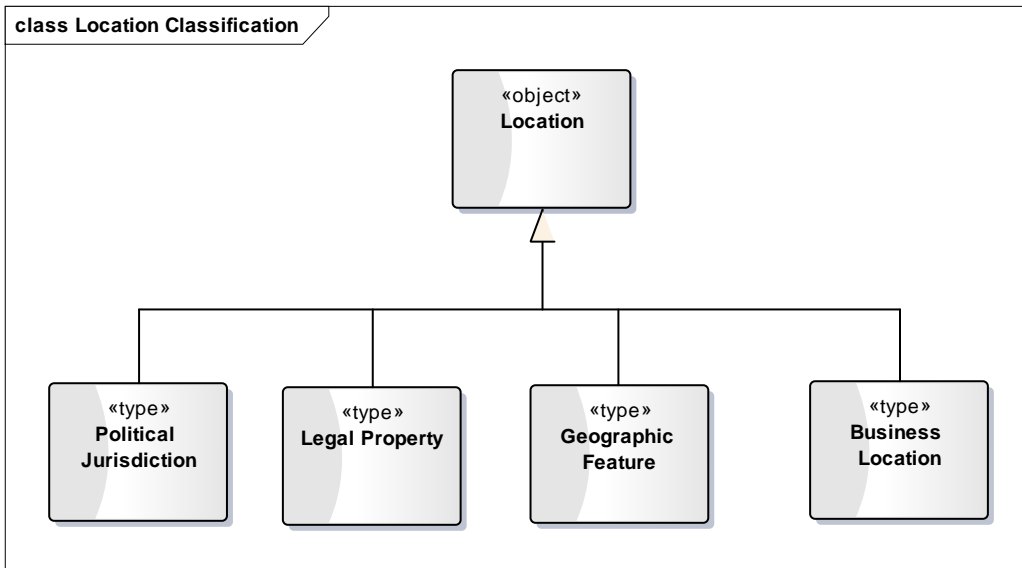 class Location Classification
«object»
Location
«type»
Political
Jurisdiction
«type»
Legal Property
«type»
Geographic
Feature
«type»
Business
Location